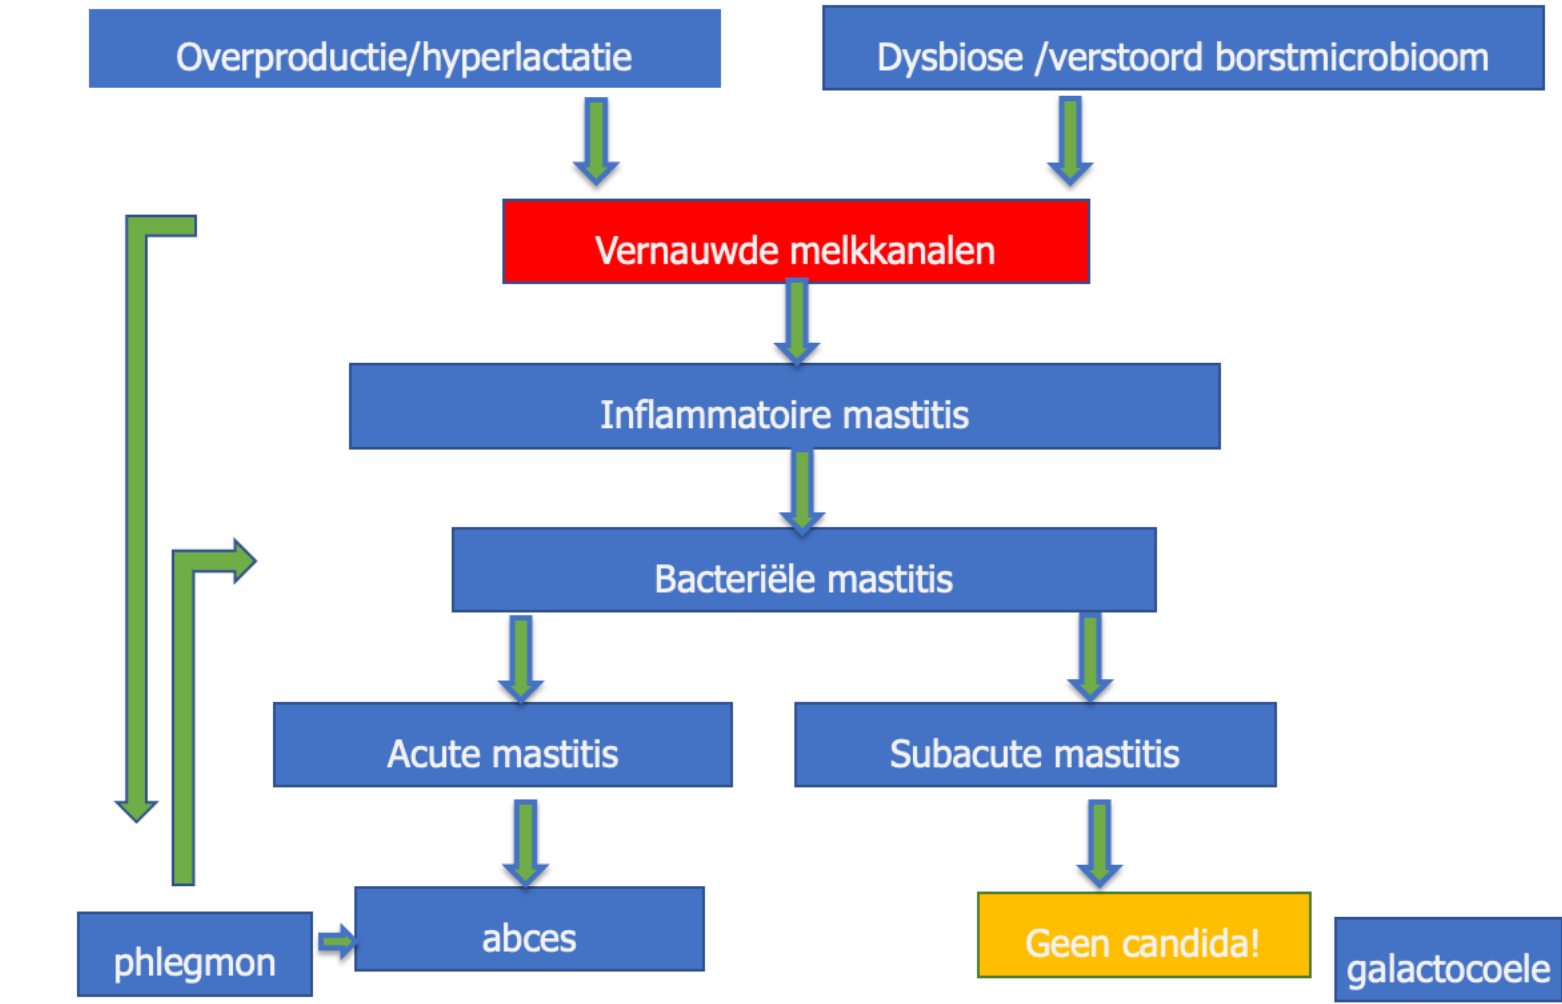 Overproductie/hyperlactatie
Dysbiose /verstoord borstmicrobioom
Vernauwde melkkanalen
Inflammatoire mastitis
Bacteriële mastitis
Acute mastitis
Subacute mastitis
phlegmon
abces
Geen candida!
galactocoele